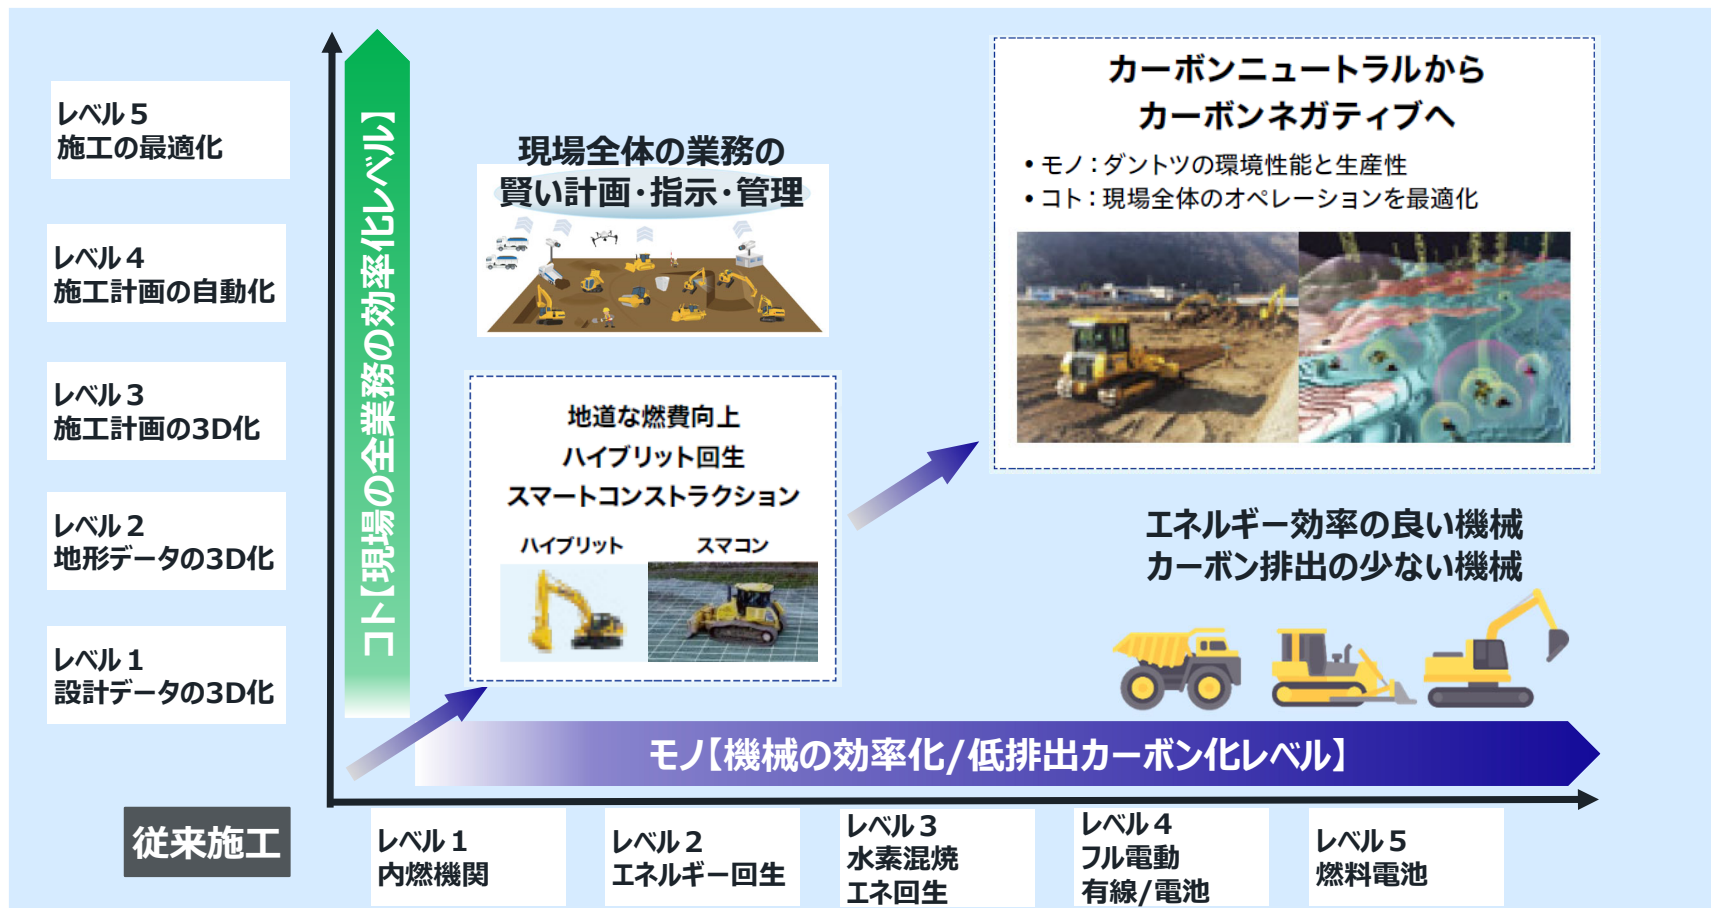 レベル５
施工の最適化
レベル４
施工計画の自動化
レベル３
施工計画の3D化
レベル２
地形データの3D化
レベル１
設計データの3D化
コト【現場の全業務の効率化レベル】
現場全体の業務の
賢い計画・指示・管理
地道な燃費向上
ハイブリット回生
スマートコンストラクション
ハイブリット
スマコン
カーボンニュートラルから
カーボンネガティブへ
• モノ：ダントツの環境性能と生産性
• コト：現場全体のオペレーションを最適化
エネルギー効率の良い機械
カーボン排出の少ない機械
モノ【機械の効率化/低排出カーボン化レベル】
従来施工
レベル１
内燃機関
レベル２
エネルギー回生
レベル３
水素混焼
エネ回生
レベル４
フル電動
有線/電池
レベル５
燃料電池